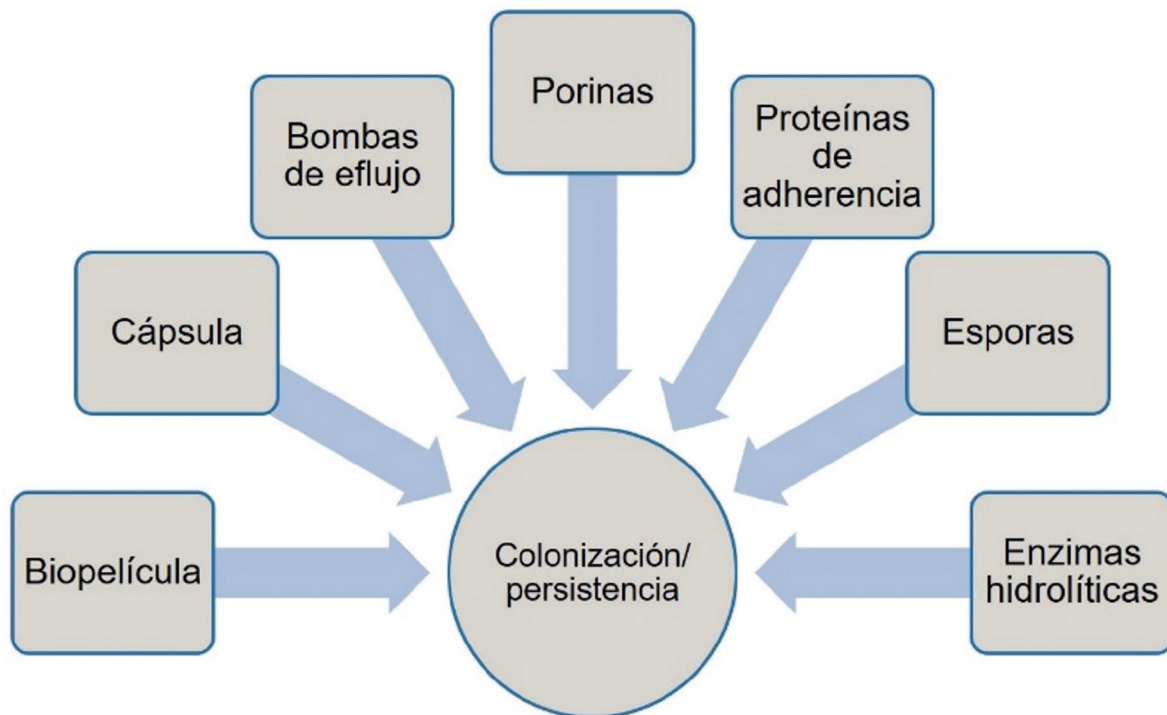 Porinas
Bombas
de eflujo
Proteínas
de
adherencia
Cápsula
Esporas
Biopelícula
Colonización/
persistencia
Enzimas
hidrolíticas